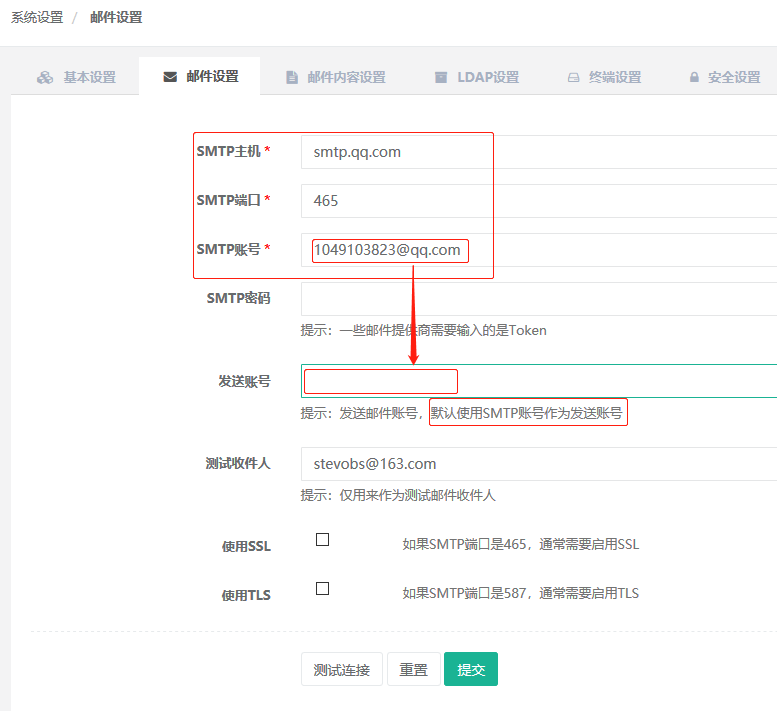 系统设置 / 邮件设置
基本设置 邮件设置 邮件内容设置 LDAP设置 终端设置 安全设置
SMTP主机 * smtp.qq.com
SMTP端口 * 465
SMTP账号 * 1049103823@qq.com
SMTP密码
提示：一些邮件提供商需要输入的是Token
发送账号
提示：发送邮件账号，默认使用SMTP账号作为发送账号
测试收件人 stevobs@163.com
提示：仅用来作为测试邮件收件人
使用SSL 如果SMTP端口是465，通常需要启用SSL
使用TLS 如果SMTP端口是587，通常需要启用TLS
测试连接 重置 提交